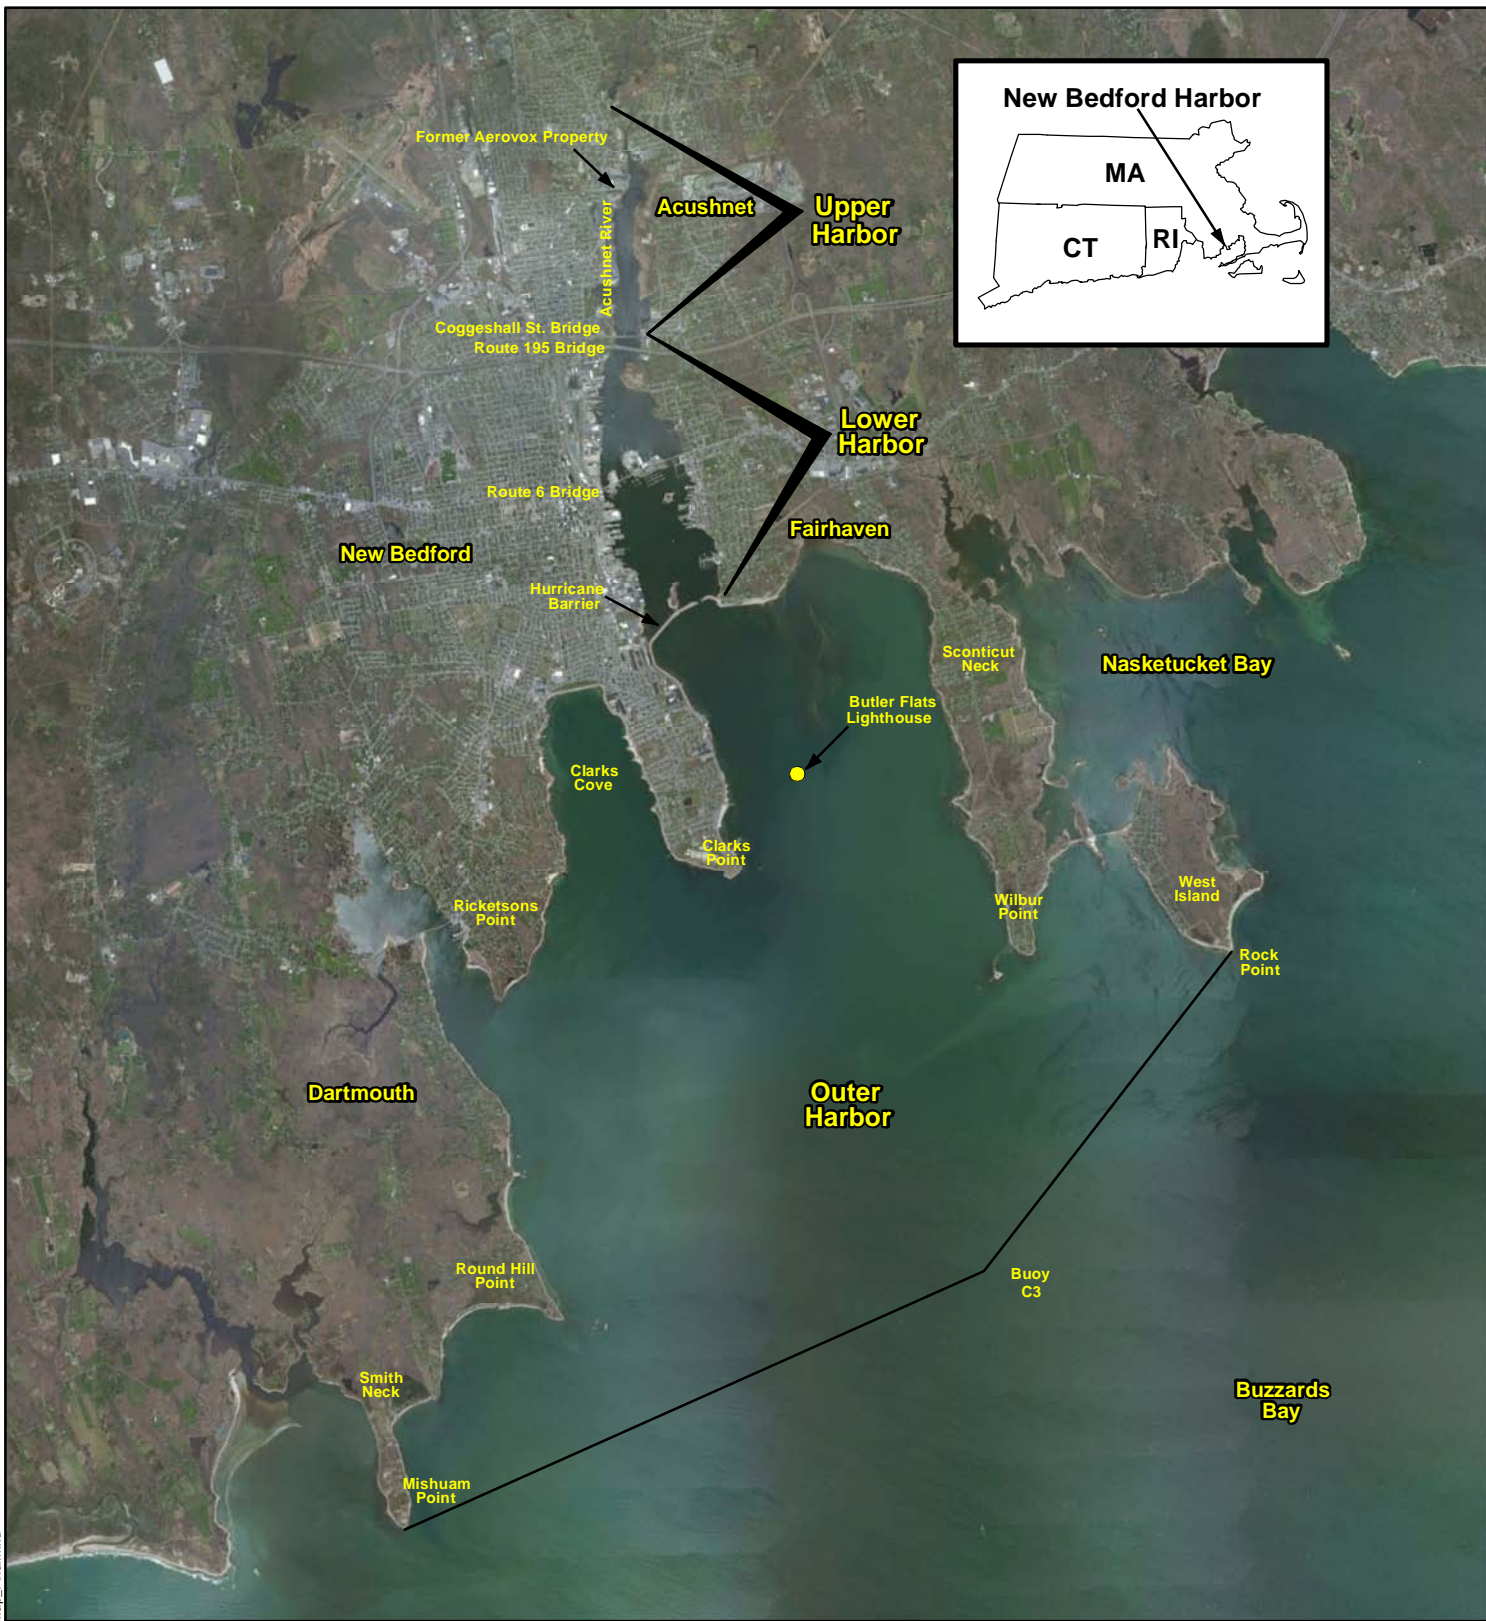 New Bedford Harbor
MA
CT
RI
Former Aerovox Property
Acushnet
Upper
Harbor
Acushnet River
Coggeshall St. Bridge
Route 195 Bridge
Lower
Harbor
Route 6 Bridge
Fairhaven
New Bedford
Hurricane
Barrier
Sconticut
Neck
Nasketucket Bay
Butler Flats
Lighthouse
Clarks
Cove
Clarks
Point
West
Island
Ricketsons
Point
Wilbur
Point
Rock
Point
Dartmouth
Outer
Harbor
Round Hill
Point
Buoy
C3
Smith
Neck
Buzzards
Bay
Mishuam
Point